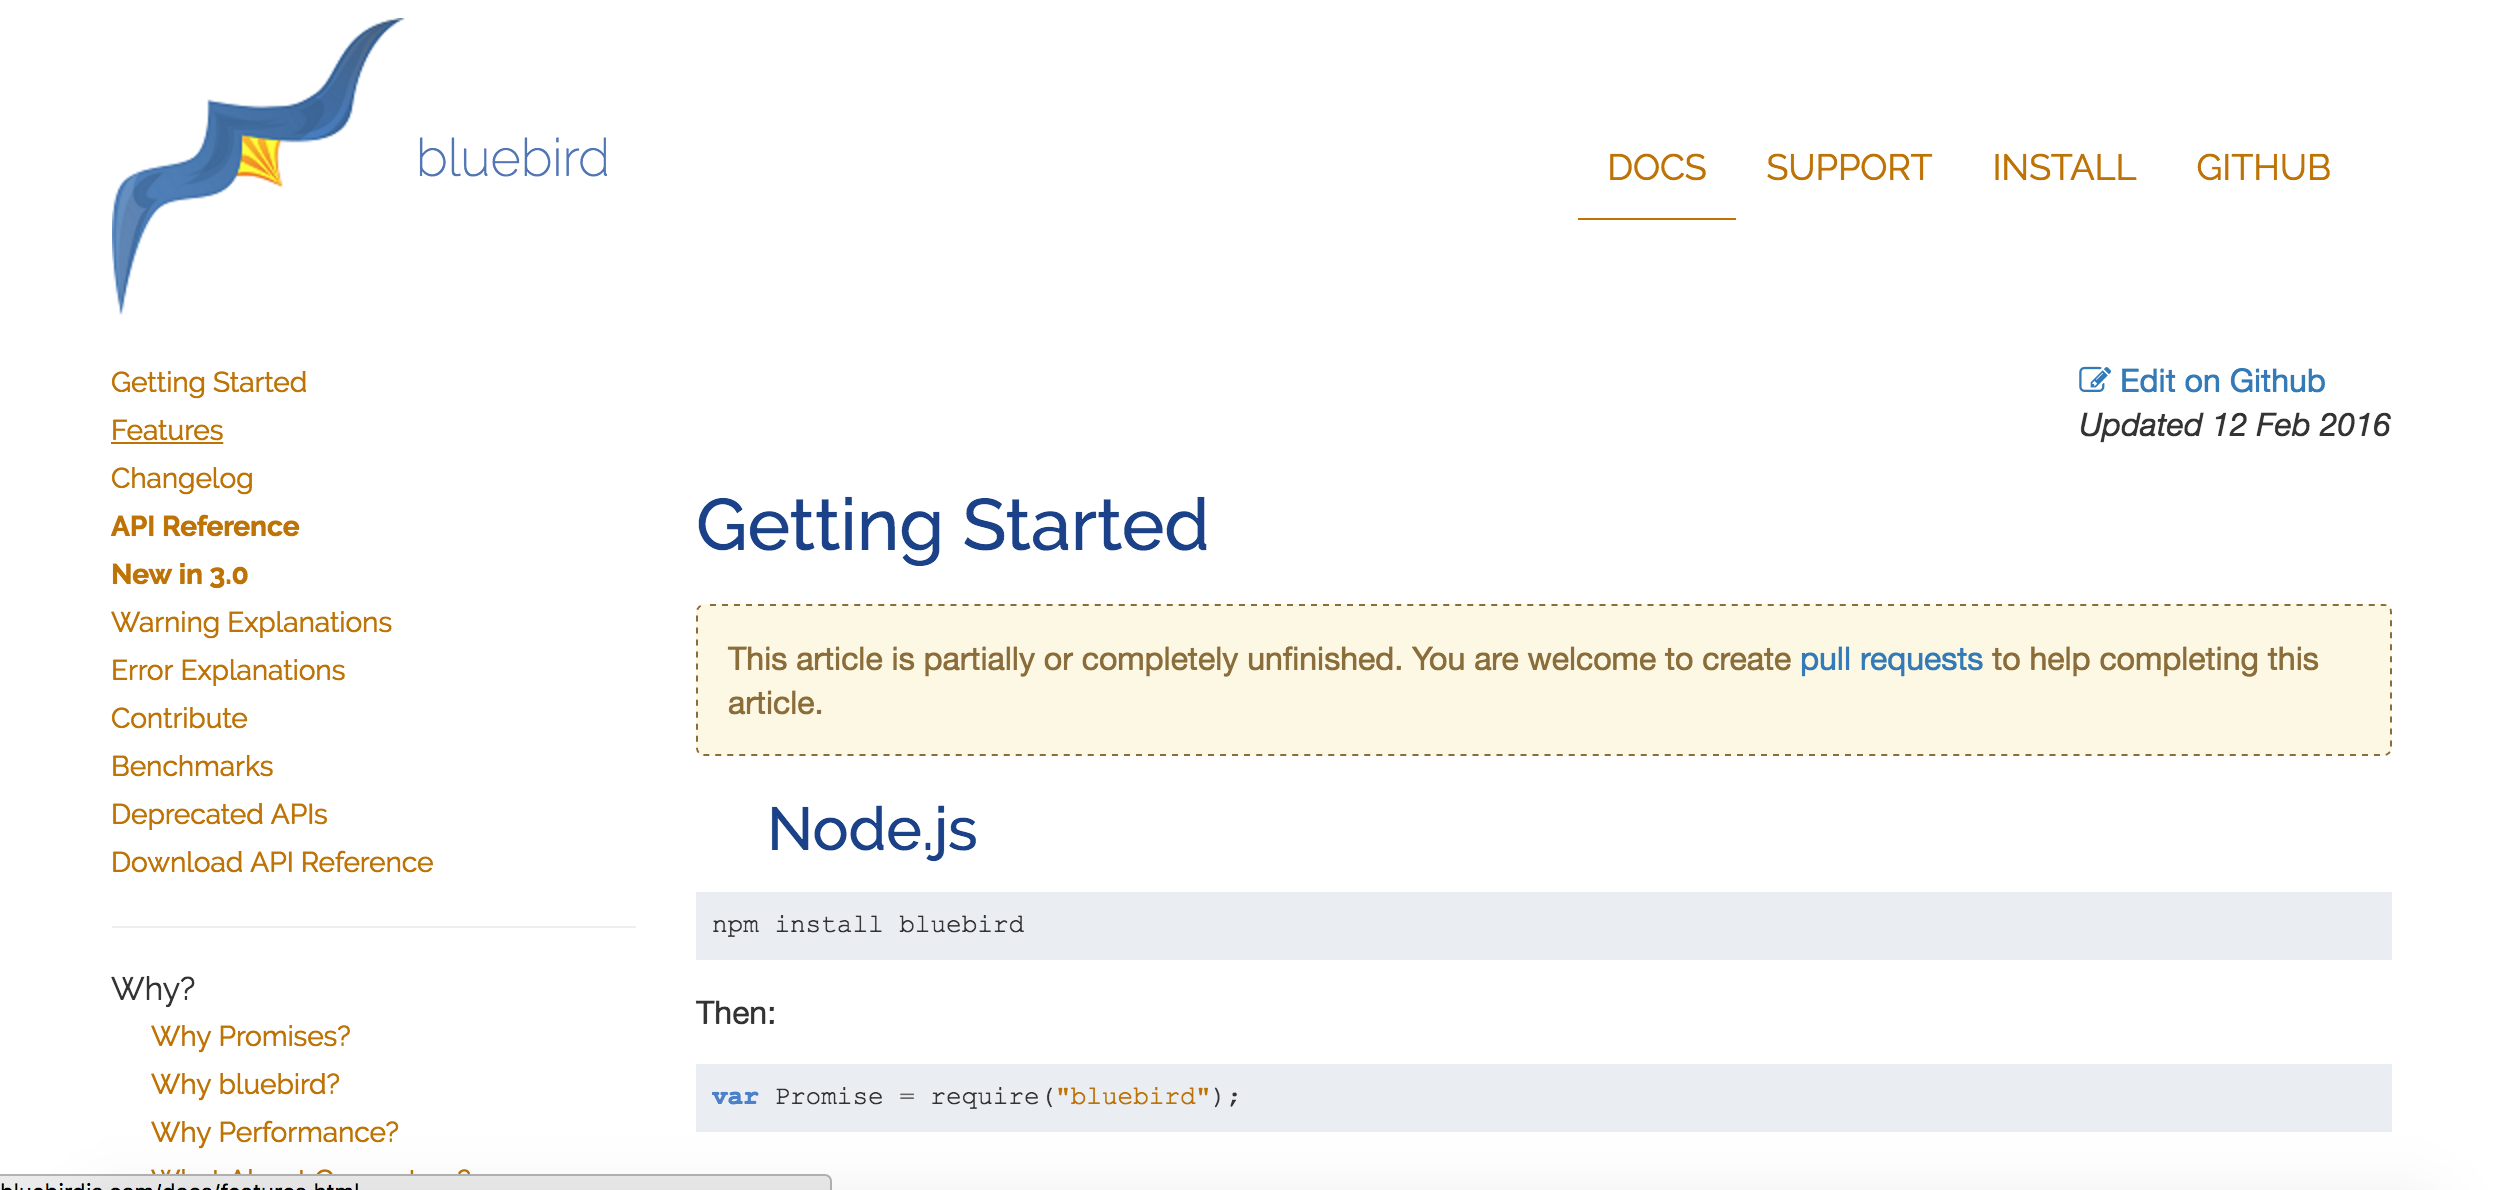 bluebird
DOCS SUPPORT INSTALL GITHUB
Getting Started
Features
Changelog
API Reference
New in 3.0
Warning Explanations
Error Explanations
Contribute
Benchmarks
Deprecated APIs
Download API Reference
Why?
Why Promises?
Why bluebird?
Why Performance?
Edit on Github
Updated 12 Feb 2016
Getting Started
This article is partially or completely unfinished. You are welcome to create pull requests to help completing this
article.
Node.js
npm install bluebird
Then:
var Promise = require("bluebird");
bluebirdjs.com/docs/features.html